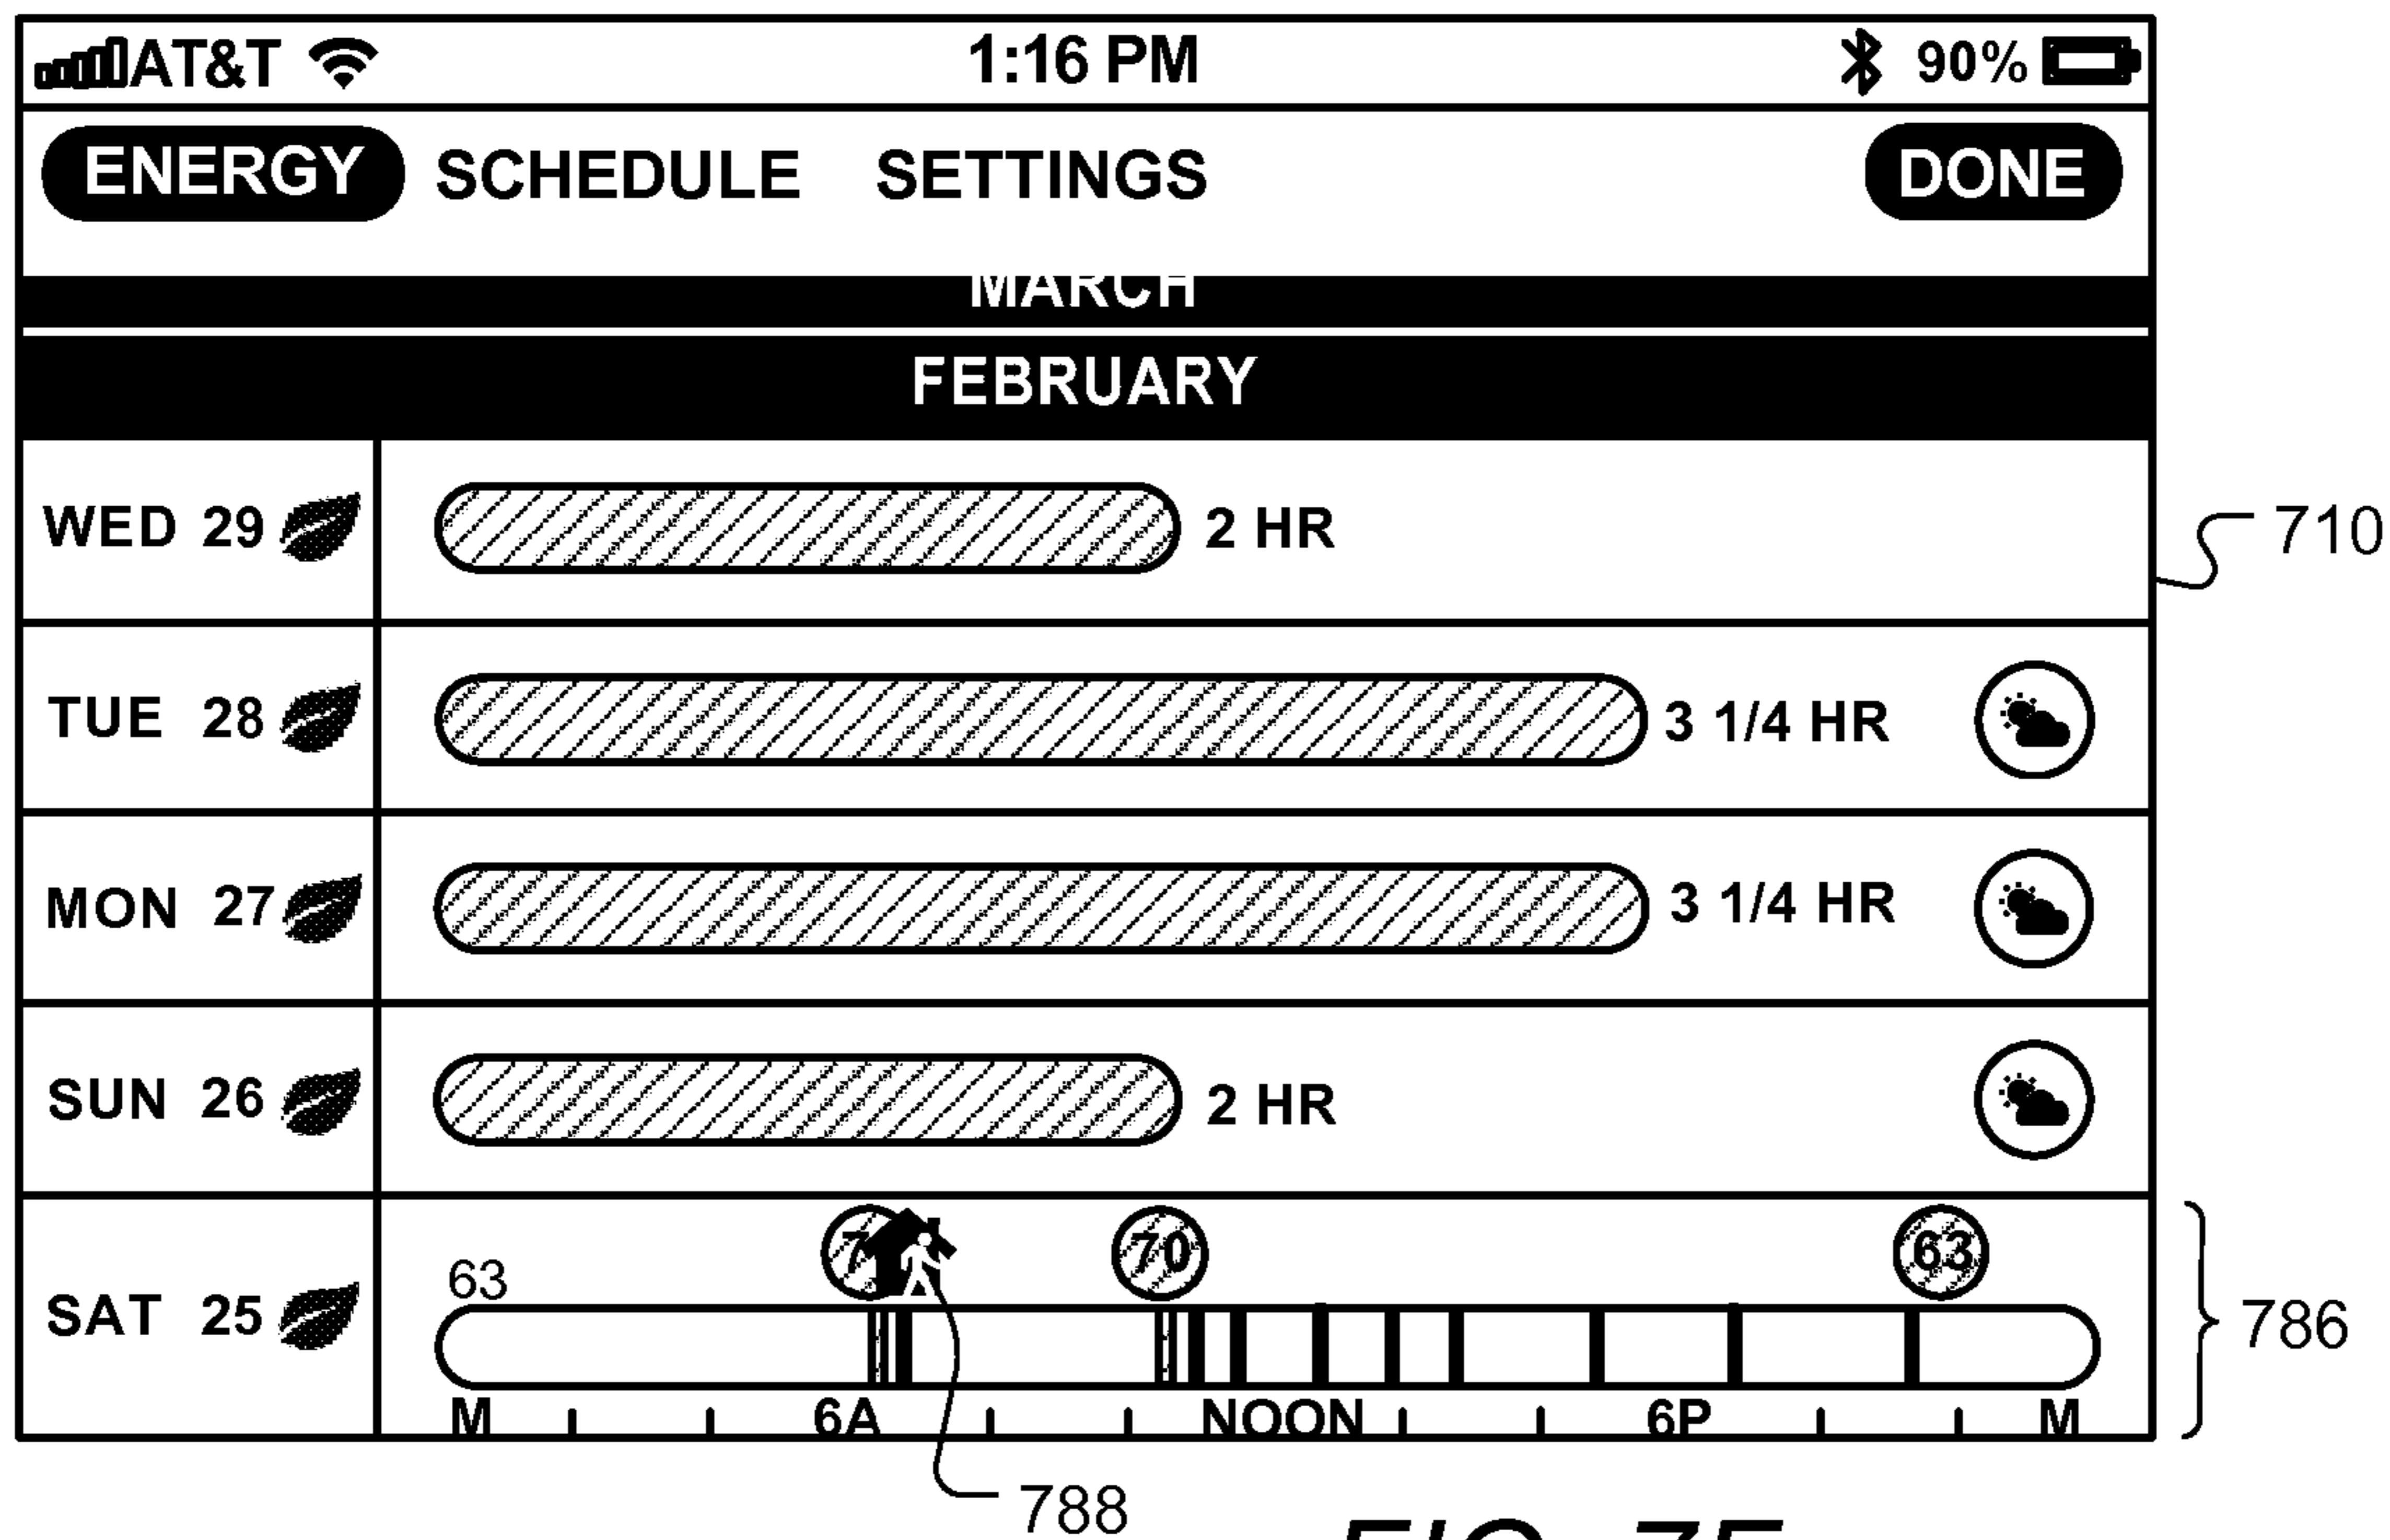 AT&T 1:16 PM 90%
ENERGY SCHEDULE SETTINGS DONE
MARCH
FEBRUARY
WED 29 2 HR
710
TUE 28 3 1/4 HR
MON 27 3 1/4 HR
SUN 26 2 HR
63 7 70 63
SAT 25
786
M 6A NOON 6P M
788